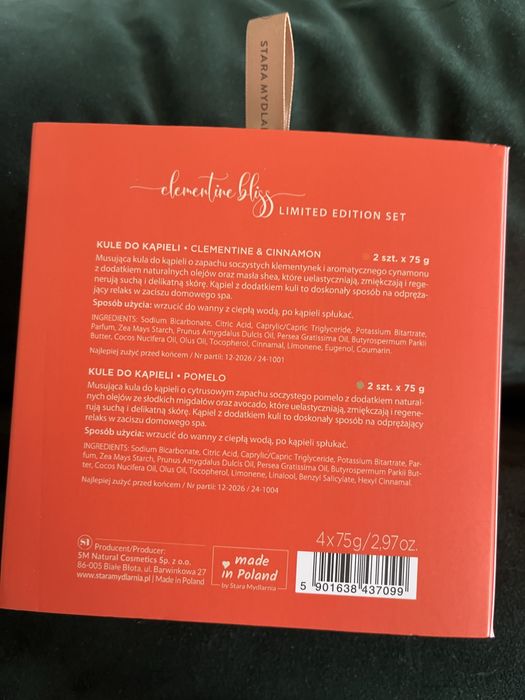 STARA MYDLAR
clementine bliss LIMITED EDITION SET
KULE DO KĄPIELI • CLEMENTINE & CINNAMON 2 szt. x 75 g
Musująca kula do kąpieli o zapachu soczystych klementynek i aromatycznego cynamonu
z dodatkiem naturalnych olejów oraz masła shea, które uelastyczniają, zmiękczają i rege-
nerują suchą i delikatną skórę. Kąpiel z dodatkiem kuli to doskonały sposób na odpręża-
jący relaks w zaciszu domowego spa.
Sposób użycia: wrzucić do wanny z ciepłą wodą, po kąpieli spłukać.
INGREDIENTS: Sodium Bicarbonate, Citric Acid, Caprylic/Capric Triglyceride, Potassium Bitartrate,
Parfum, Zea Mays Starch, Prunus Amygdalus Dulcis Oil, Persea Gratissima Oil, Butyrospermum Parkii
Butter, Cocos Nucifera Oil, Olus Oil, Tocopherol, Cinnamal, Limonene, Eugenol, Coumarin.
Najlepiej zużyć przed końcem / Nr partii: 12-2026 / 24-1001
KULE DO KĄPIELI • POMELO 2 szt. x 75 g
Musująca kula do kąpieli o cytrusowym zapachu soczystego pomelo z dodatkiem natural-
nych olejów ze słodkich migdałów oraz avocado, które uelastyczniają, zmiękczają i regene-
rują suchą i delikatną skórę. Kąpiel z dodatkiem kuli to doskonały sposób na odprężający
relaks w zaciszu domowego spa.
Sposób użycia: wrzucić do wanny z ciepłą wodą, po kąpieli spłukać.
INGREDIENTS: Sodium Bicarbonate, Citric Acid, Caprylic/Capric Triglyceride, Potassium Bitartrate, Par-
fum, Zea Mays Starch, Prunus Amygdalus Dulcis Oil, Persea Gratissima Oil, Butyrospermum Parkii But-
ter, Cocos Nucifera Oil, Olus Oil, Tocopherol, Limonene, Linalool, Benzyl Salicylate, Hexyl Cinnamal.
Najlepiej zużyć przed końcem / Nr partii: 12-2026 / 24-1004
4x75g/2,97oz.
SM Producent/Producer:
SM Natural Cosmetics Sp. z o.o.
86-005 Białe Błota, ul. Barwinkowa 27
www.staramydlarnia.pl | Made in Poland
made
in Poland
by Stara Mydlarnia
5 901638 437099